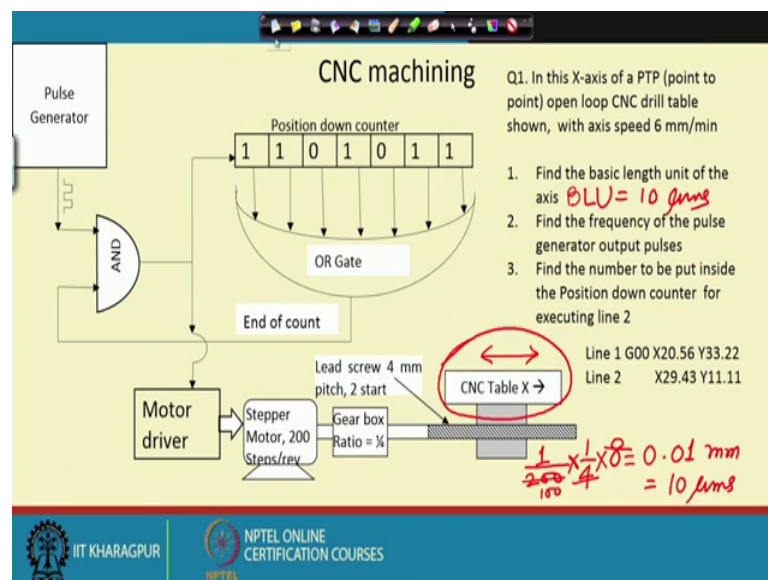 CNC machining
Pulse
Generator
Position down counter
1 1 0 1 0 1 1
AND
OR Gate
End of count
Motor
driver
Stepper
Motor, 200
Steps/rev
Gear box
Ratio = ¼
Lead screw 4 mm
pitch, 2 start
CNC Table X →
Q1. In this X-axis of a PTP (point to
point) open loop CNC drill table
shown, with axis speed 6 mm/min
1. Find the basic length unit of the
axis BLU = 10 μms
2. Find the frequency of the pulse
generator output pulses
3. Find the number to be put inside
the Position down counter for
executing line 2
Line 1 G00 X20.56 Y33.22
Line 2 X29.43 Y11.11
1/200 100 × 1/4 × 8 = 0.01 mm
= 10 μms
IIT KHARAGPUR
NPTEL ONLINE
CERTIFICATION COURSES
NPTEL